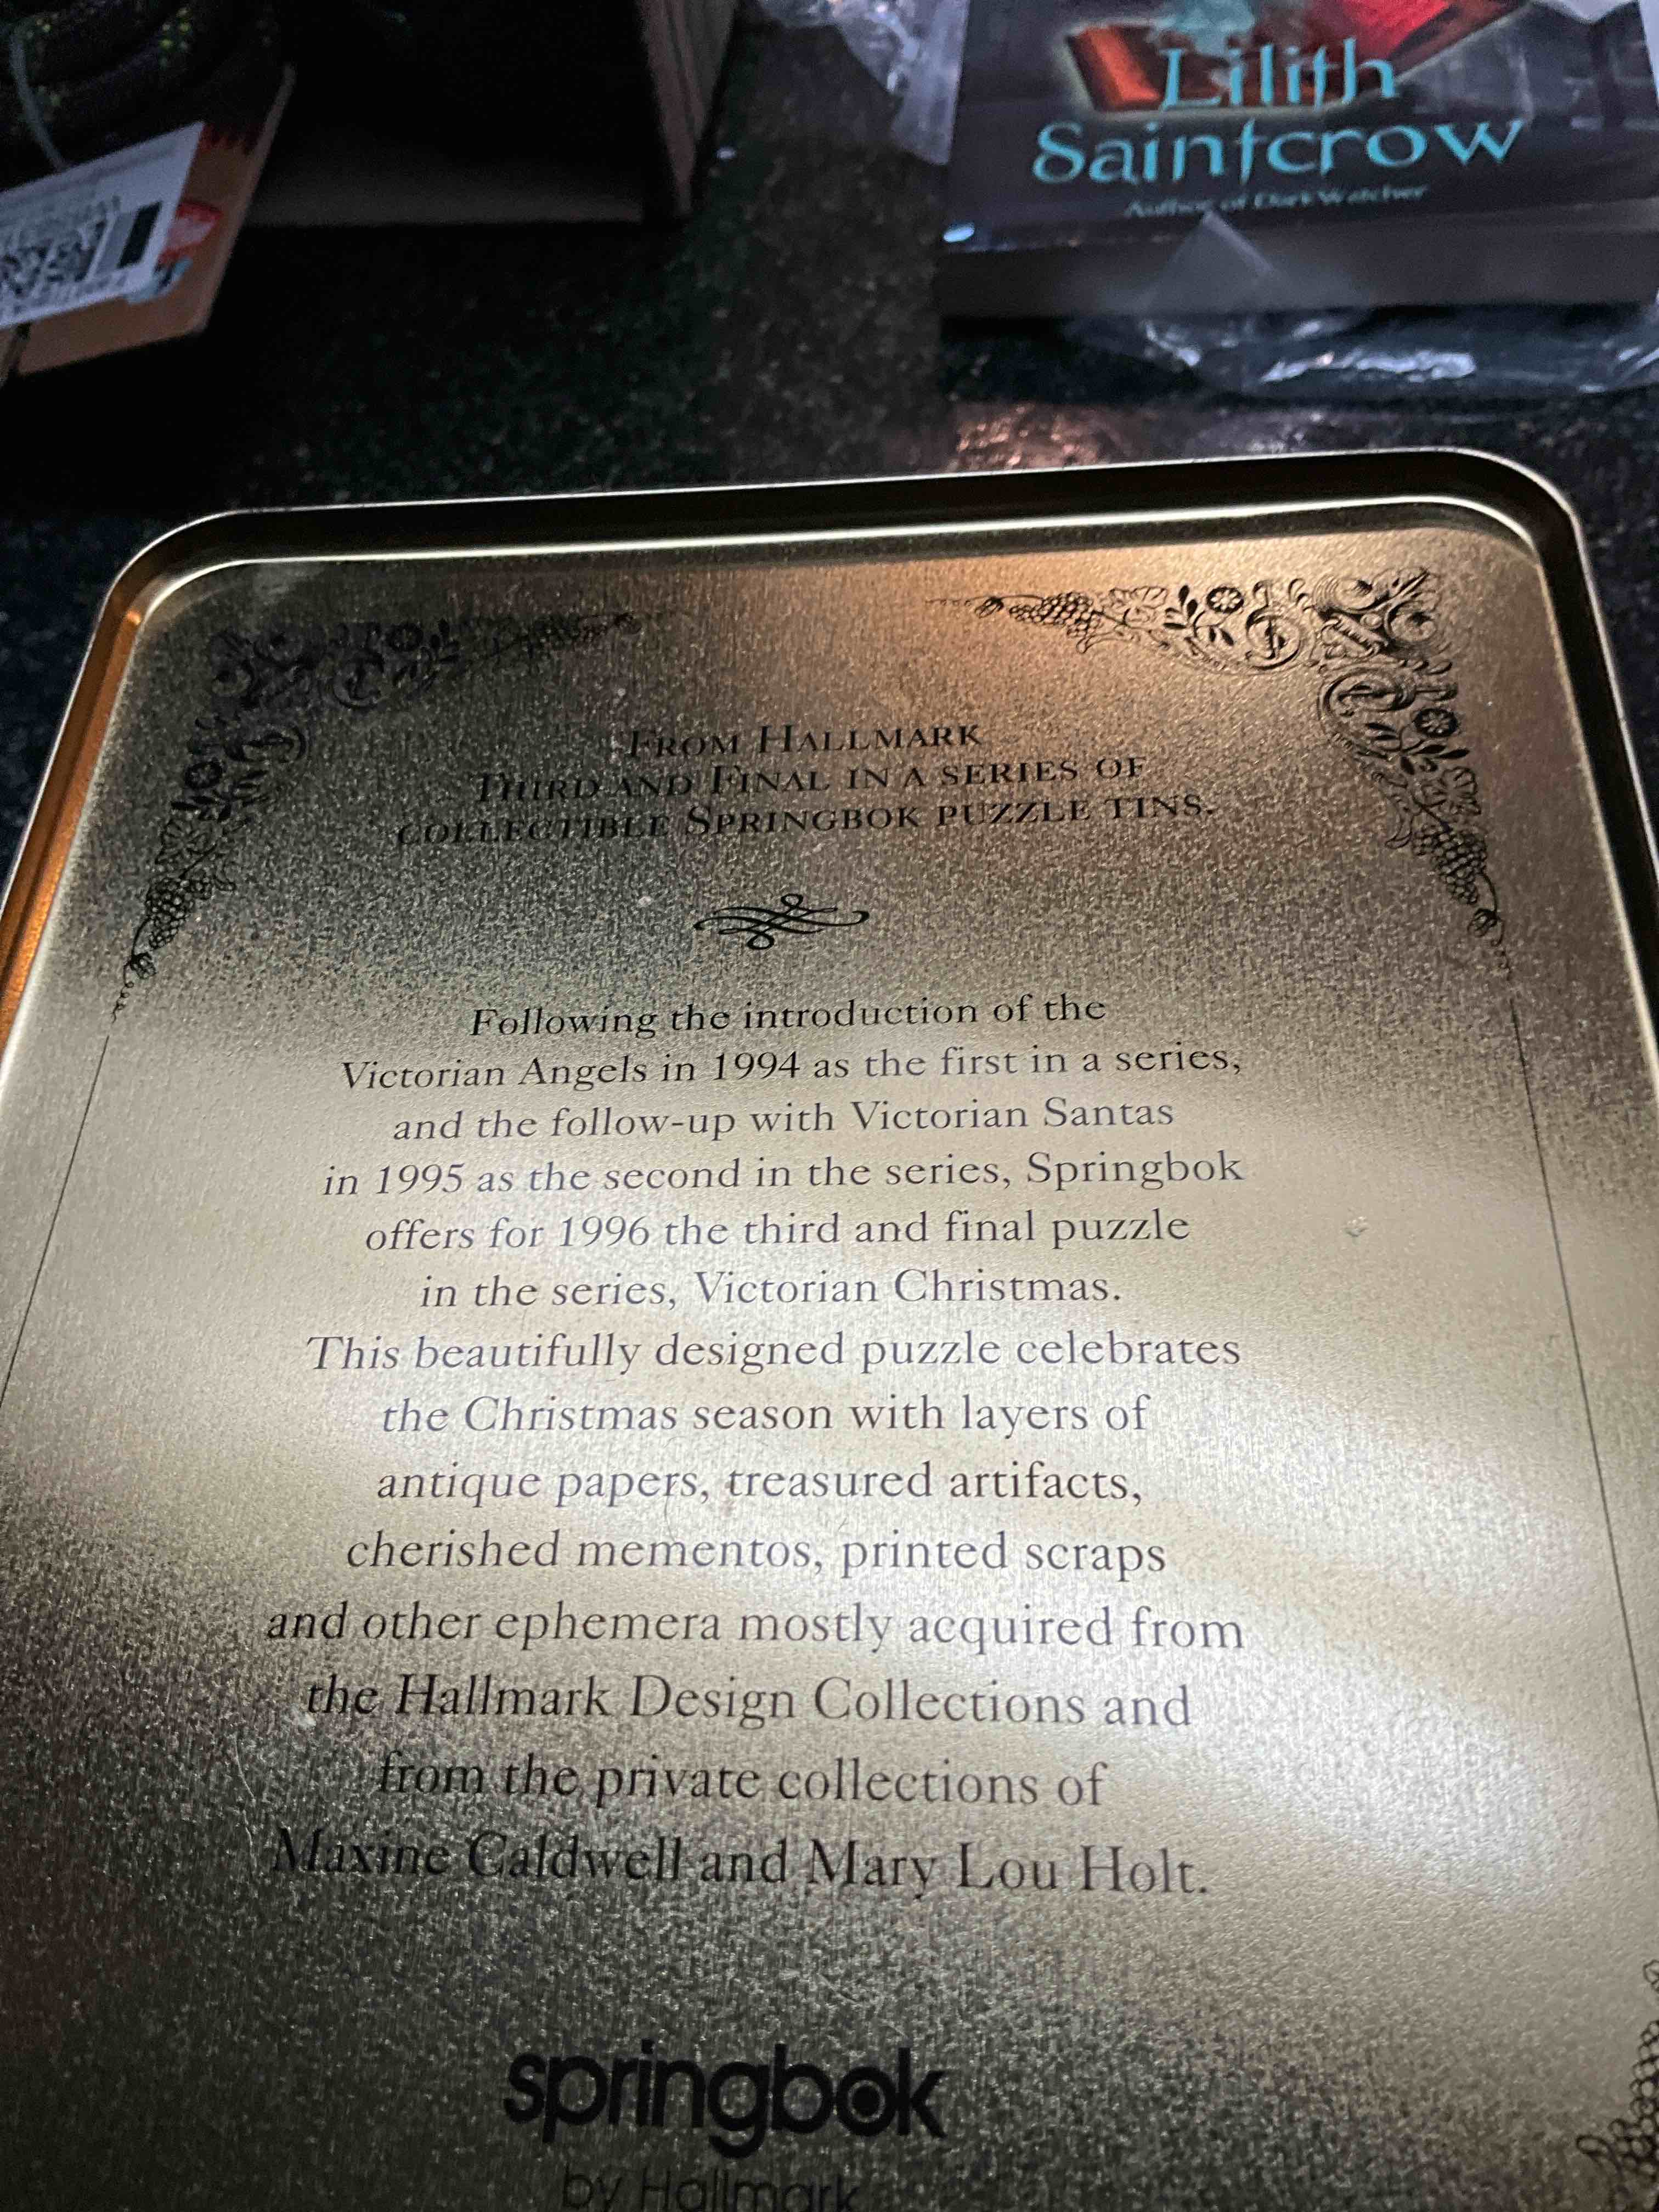 Lilith
Saintcrow
Author of Dark Watcher
FROM HALLMARK
THIRD AND FINAL IN A SERIES OF
COLLECTIBLE SPRINGBOK PUZZLE TINS.
Following the introduction of the
Victorian Angels in 1994 as the first in a series,
and the follow-up with Victorian Santas
in 1995 as the second in the series, Springbok
offers for 1996 the third and final puzzle
in the series, Victorian Christmas.
This beautifully designed puzzle celebrates
the Christmas season with layers of
antique papers, treasured artifacts,
cherished mementos, printed scraps
and other ephemera mostly acquired from
the Hallmark Design Collections and
from the private collections of
Maxine Caldwell and Mary Lou Holt.
springbok
by Hallmark